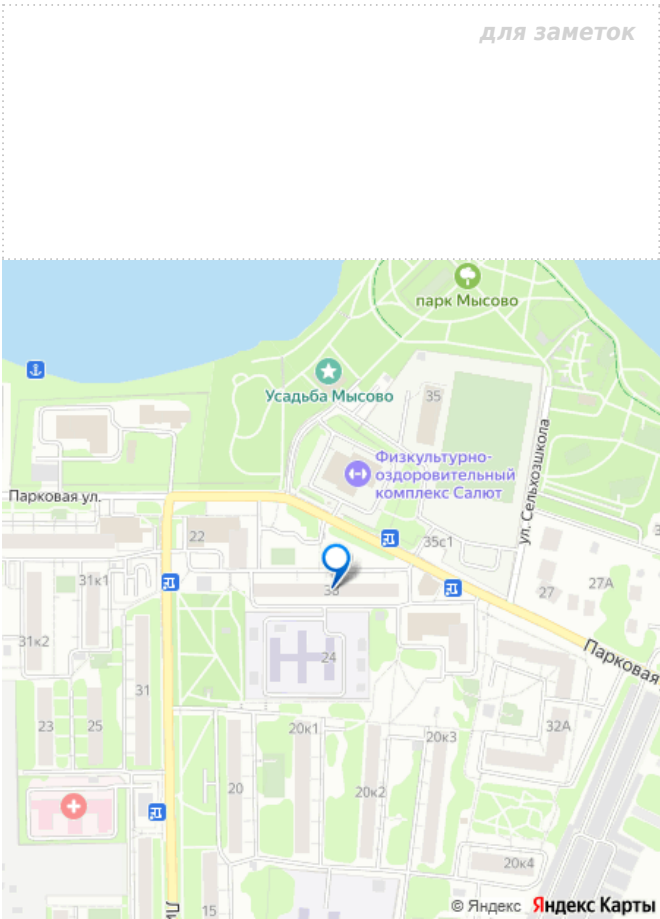 для заметок
парк Мысово
Усадьба Мысово
35
Физкультурно-
оздоровительный
комплекс Салют
ул. Сельхозшкола
Парковая ул.
22
35с1
31к1
27А
27
31к2
24
Парковая
31
23
25
20к1
20к3
32А
20
20к2
20к4
15
© Яндекс
Яндекс Карты